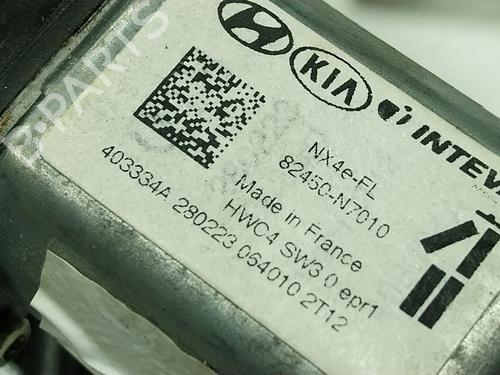 KIA
INTEV
NX4e-FL
82450-N7010
Made in France
HWC4 SW3.0 epr1
403334A 280223 064010 2T12